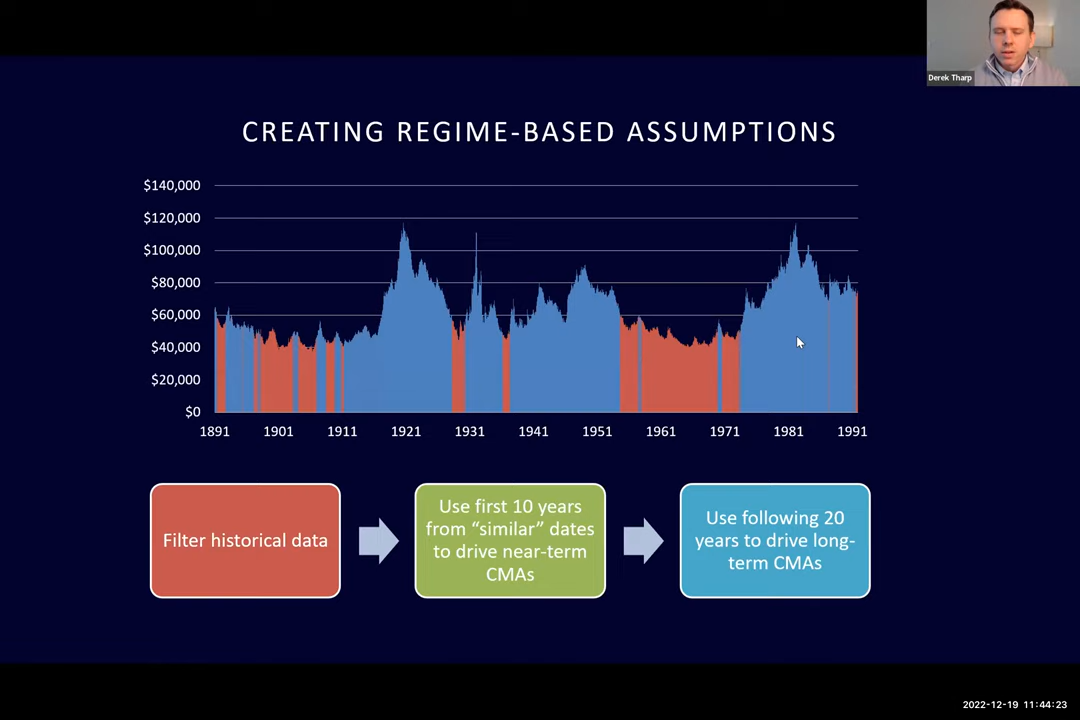 Derek Tharp
CREATING REGIME-BASED ASSUMPTIONS
$140,000
$120,000
$100,000
$80,000
$60,000
$40,000
$20,000
$0
1891 1901 1911 1921 1931 1941 1951 1961 1971 1981 1991
Filter historical data
Use first 10 years
from “similar” dates
to drive near-term
CMAs
Use following 20
years to drive long-
term CMAs
2022-12-19 11:44:23